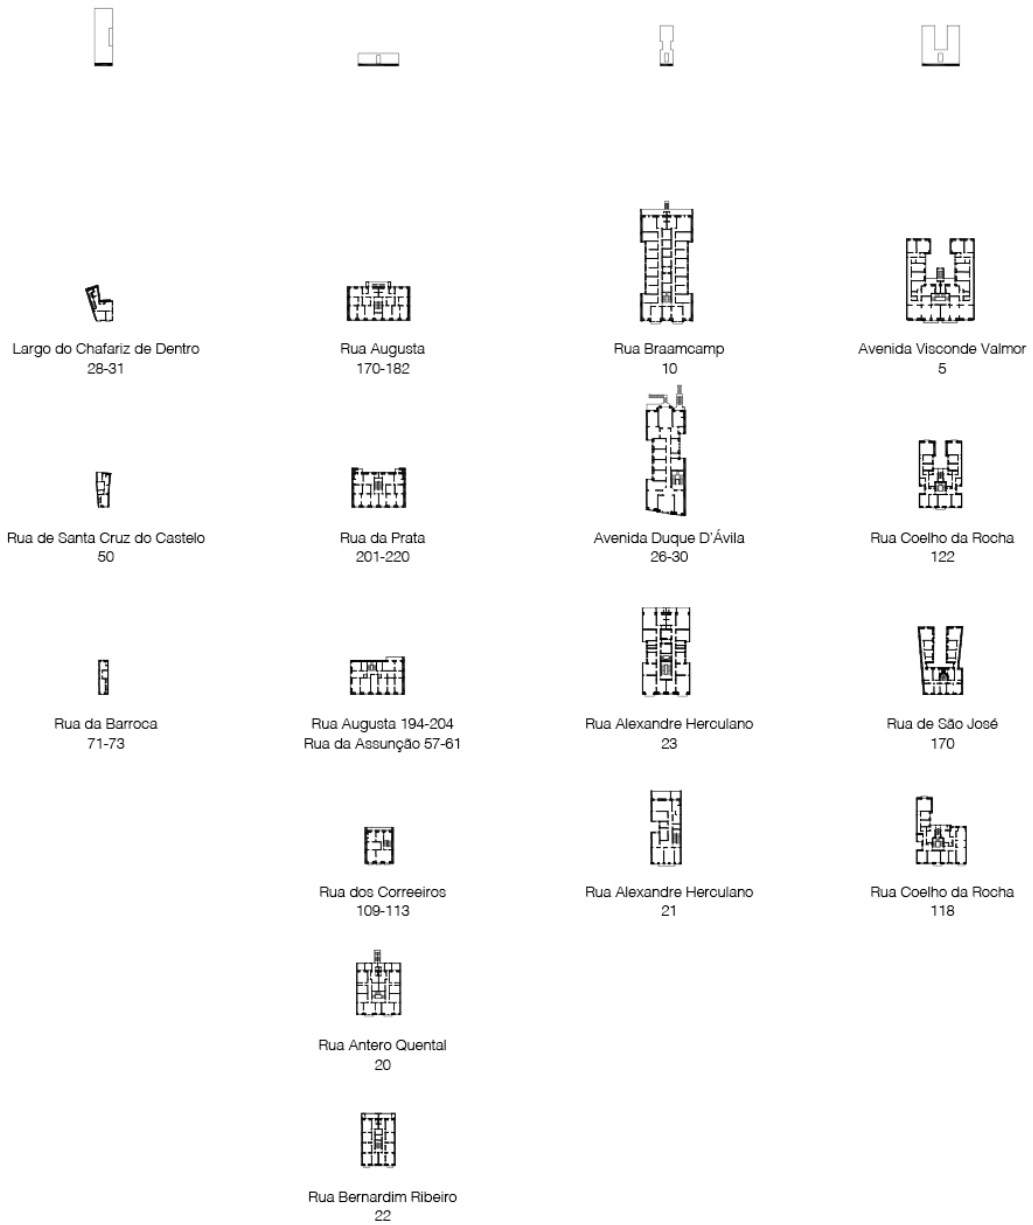 Largo do Chafariz de Dentro
28-31
Rua Augusta
170-182
Rua Braamcamp
10
Avenida Visconde Valmor
5
Rua de Santa Cruz do Castelo
50
Rua da Prata
201-220
Avenida Duque D'Ávila
26-30
Rua Coelho da Rocha
122
Rua da Barroca
71-73
Rua Augusta 194-204
Rua da Assunção 57-61
Rua Alexandre Herculano
23
Rua de São José
170
Rua dos Correeiros
109-113
Rua Alexandre Herculano
21
Rua Coelho da Rocha
118
Rua Antero Quental
20
Rua Bernardim Ribeiro
22